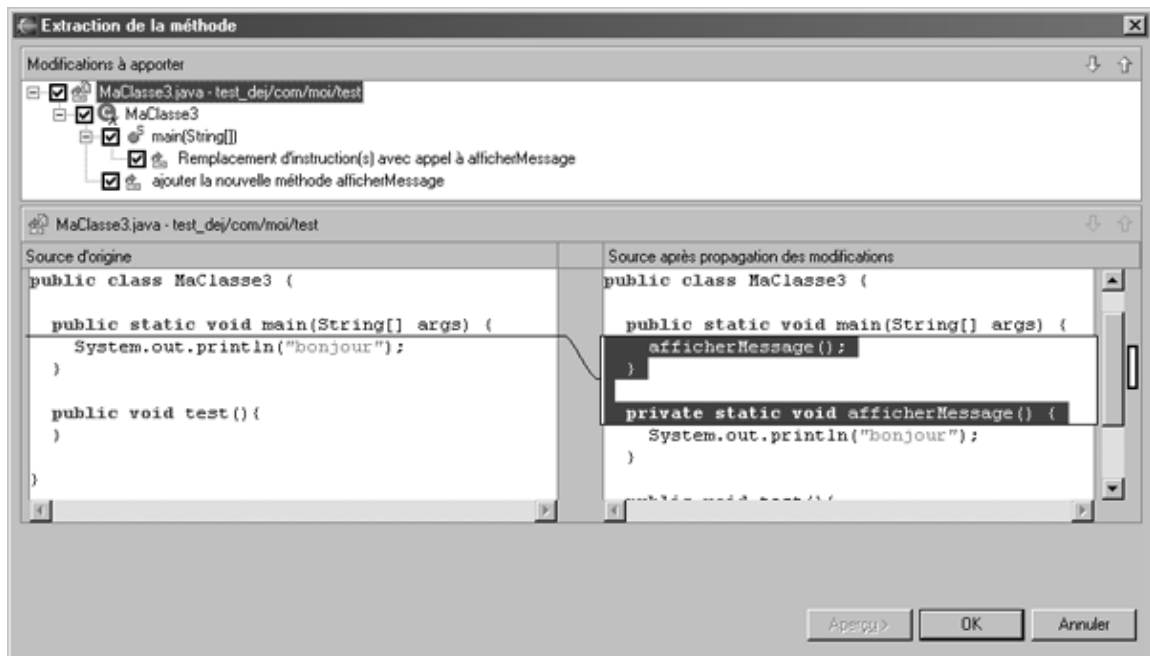 Extraction de la méthode
Modifications à apporter
MaClasse3.java - test_dej/com/moi/test
MaClasse3
main(String[])
Remplacement d'instruction(s) avec appel à afficherMessage
ajouter la nouvelle méthode afficherMessage
MaClasse3.java - test_dej/com/moi/test
Source d'origine
public class MaClasse3 {
public static void main(String[] args) {
System.out.println("bonjour");
}
public void test(){
}
}
Source après propagation des modifications
public class MaClasse3 {
public static void main(String[] args) {
afficherMessage();
}
private static void afficherMessage() {
System.out.println("bonjour");
}
public void test(){
Aperçu >
OK
Annuler